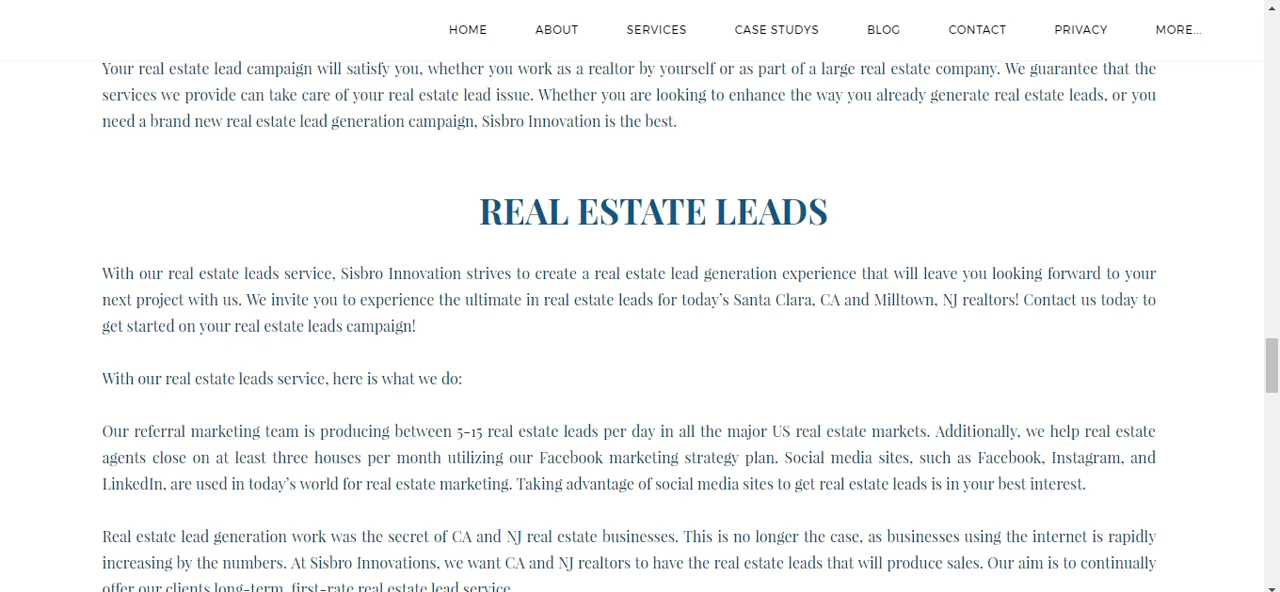 HOME ABOUT SERVICES CASE STUDYS BLOG CONTACT PRIVACY MORE...
Your real estate lead campaign will satisfy you, whether you work as a realtor by yourself or as part of a large real estate company. We guarantee that the
services we provide can take care of your real estate lead issue. Whether you are looking to enhance the way you already generate real estate leads, or you
need a brand new real estate lead generation campaign, Sisbro Innovation is the best.
REAL ESTATE LEADS
With our real estate leads service, Sisbro Innovation strives to create a real estate lead generation experience that will leave you looking forward to your
next project with us. We invite you to experience the ultimate in real estate leads for today’s Santa Clara, CA and Milltown, NJ realtors! Contact us today to
get started on your real estate leads campaign!
With our real estate leads service, here is what we do:
Our referral marketing team is producing between 5-15 real estate leads per day in all the major US real estate markets. Additionally, we help real estate
agents close on at least three houses per month utilizing our Facebook marketing strategy plan. Social media sites, such as Facebook, Instagram, and
LinkedIn, are used in today’s world for real estate marketing. Taking advantage of social media sites to get real estate leads is in your best interest.
Real estate lead generation work was the secret of CA and NJ real estate businesses. This is no longer the case, as businesses using the internet is rapidly
increasing by the numbers. At Sisbro Innovations, we want CA and NJ realtors to have the real estate leads that will produce sales. Our aim is to continually
offer our clients long-term, first-rate real estate lead service.